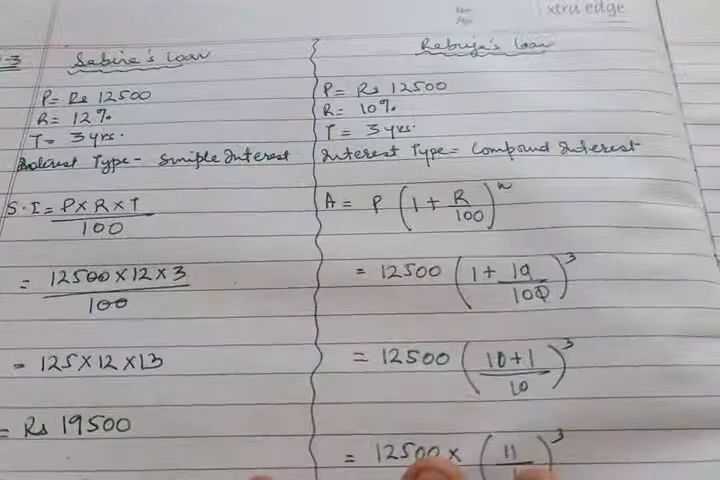 xtra edge
-3
Sabina's loan
P = Rs 12500
R = 12%
T = 3 yrs.
Interest Type - Simple Interest
S.I = P × R × T / 100
= 12500 × 12 × 3 / 100
= 125 × 12 × 13
= Rs 19500
loan
P = Rs 12500
R = 10%
T = 3 yrs.
Interest Type = Compound Interest
A = P (1 + R/100)^n
= 12500 (1 + 10/100)^3
= 12500 (10+1/10)^3
= 12500 × (11/
)^3